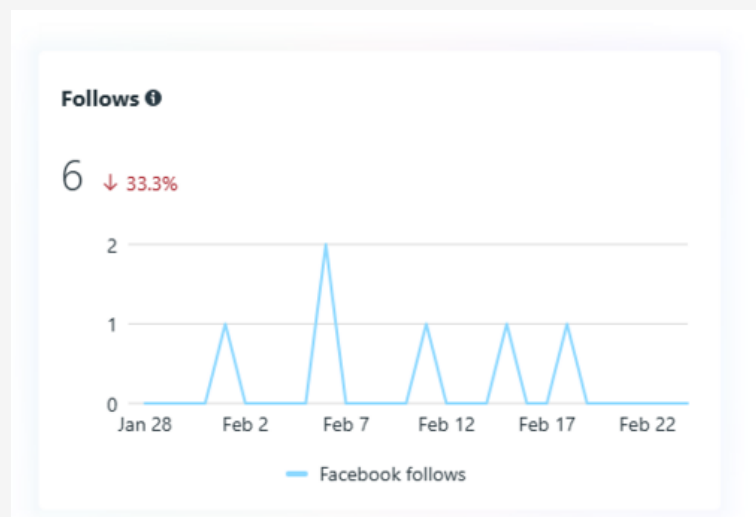 Follows
6 ↓ 33.3%
2
1
0
Jan 28 Feb 2 Feb 7 Feb 12 Feb 17 Feb 22
Facebook follows